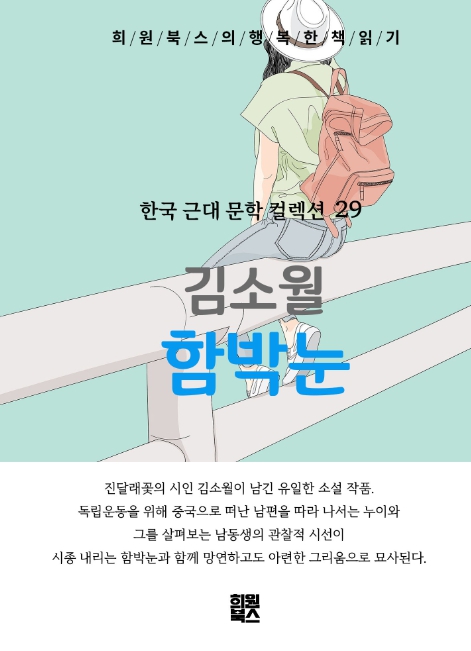 희/원/북/스/의/행/복/한/책/읽/기
한국 근대 문학 컬렉션 29
김소월
함박눈
진달래꽃의 시인 김소월이 남긴 유일한 소설 작품.
독립운동을 위해 중국으로 떠난 남편을 따라 나서는 누이와
그를 살펴보는 남동생의 관찰적 시선이
시종 내리는 함박눈과 함께 망연하고도 아련한 그리움으로 묘사된다.
희원
북스